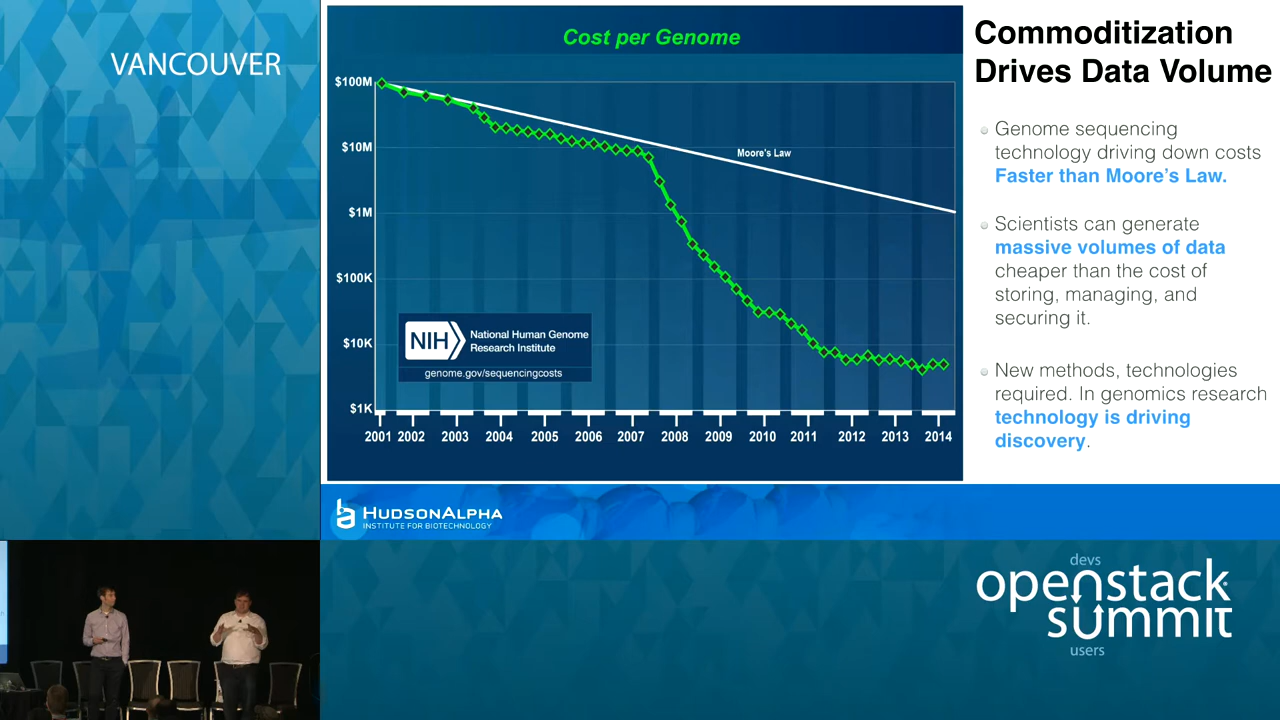 VANCOUVER
Cost per Genome
$100M
$10M
$1M
$100K
$10K
$1K
Moore's Law
NIH
National Human Genome
Research Institute
genome.gov/sequencingcosts
2001 2002 2003 2004 2005 2006 2007 2008 2009 2010 2011 2012 2013 2014
Commoditization
Drives Data Volume
Genome sequencing
technology driving down costs
Faster than Moore's Law.
Scientists can generate
massive volumes of data
cheaper than the cost of
storing, managing, and
securing it.
New methods, technologies
required. In genomics research
technology is driving
discovery.
HUDSONALPHA
INSTITUTE FOR BIOTECHNOLOGY
devs
openstack
summit
users